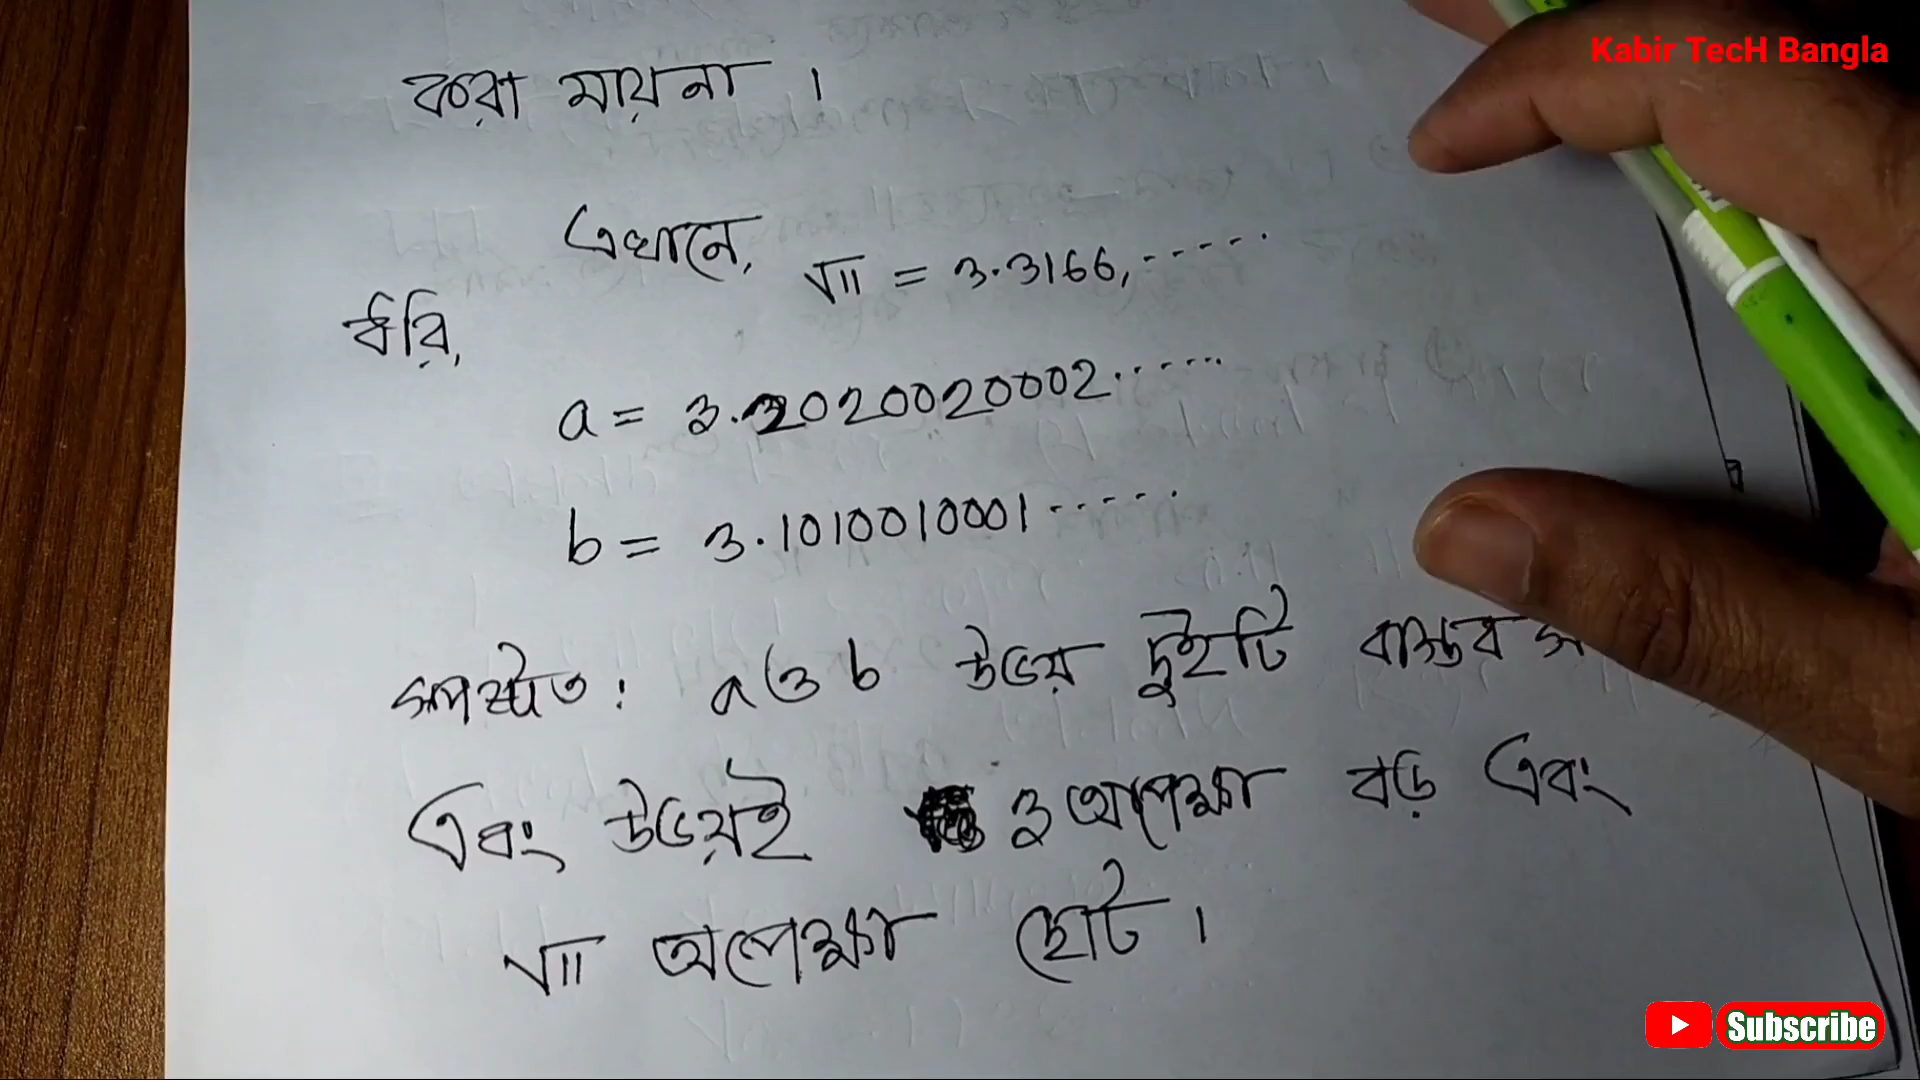 Kabir TecH Bangla
করা যায়না ।
এখানে, √11 = 3.3166,.....
ধরি,
a = 3.2020020002.....
b = 3.1010010001.....
স্পষ্টত: a ও b উভয় দুইটি বাস্তব
এবং উভয়ই 3 অপেক্ষা বড় এবং
√11 অপেক্ষা ছোট ।
Subscribe